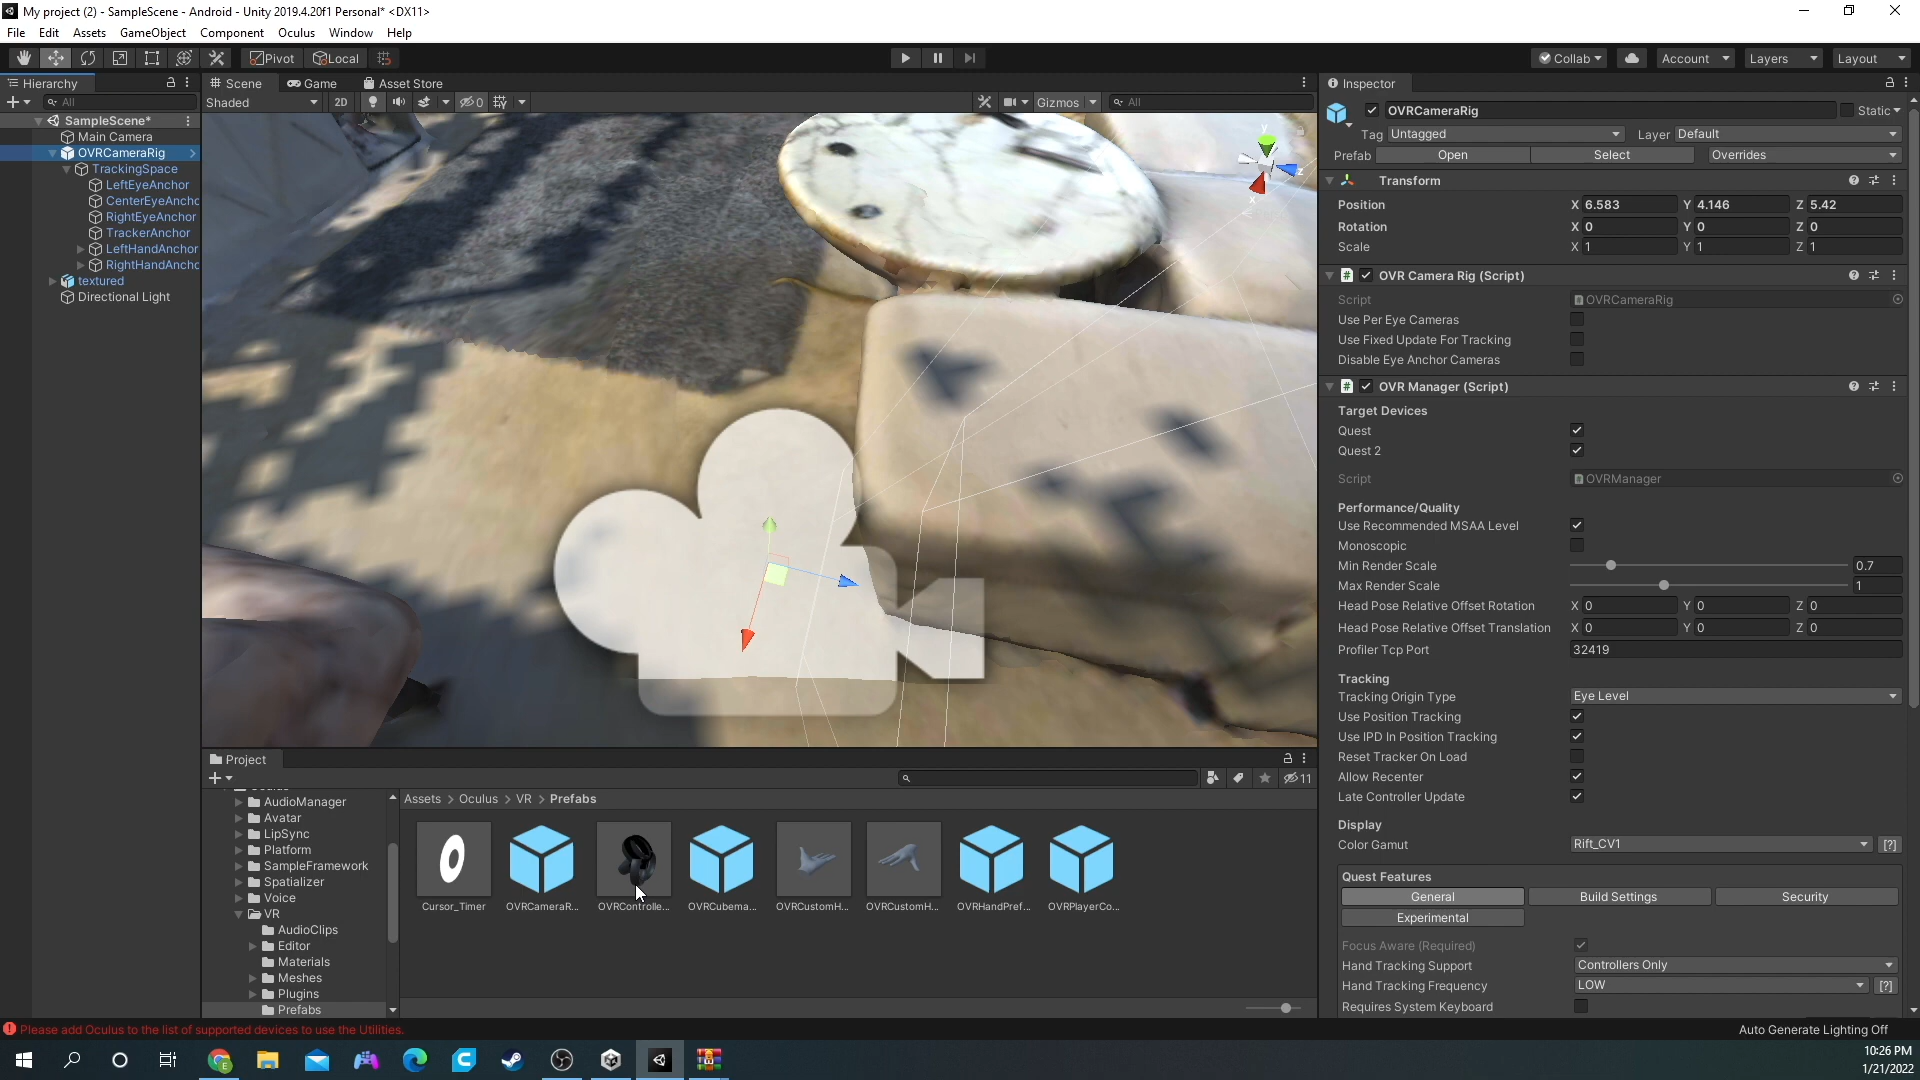 My project (2) - SampleScene - Android - Unity 2019.4.20f1 Personal* <DX11>
File Edit Assets GameObject Component Oculus Window Help
Pivot Local Collab Account Layers Layout
Hierarchy
All
SampleScene*
Main Camera
OVRCameraRig
TrackingSpace
LeftEyeAnchor
CenterEyeAncho
RightEyeAnchor
TrackerAnchor
LeftHandAnchor
RightHandAncho
textured
Directional Light
Scene Game Asset Store
Shaded 2D 0 Gizmos All
y
z
x
Project
11
AudioManager
Avatar
LipSync
Platform
SampleFramework
Spatializer
Voice
VR
AudioClips
Editor
Materials
Meshes
Plugins
Prefabs
Assets > Oculus > VR > Prefabs
Cursor_Timer OVRCameraR... OVRControlle... OVRCubema... OVRCustomH... OVRCustomH... OVRHandPref... OVRPlayerCo...
Inspector
OVRCameraRig Static
Tag Untagged Layer Default
Prefab Open Select Overrides
Transform
Position X 6.583 Y 4.146 Z 5.42
Rotation X 0 Y 0 Z 0
Scale X 1 Y 1 Z 1
OVR Camera Rig (Script)
Script OVRCameraRig
Use Per Eye Cameras
Use Fixed Update For Tracking
Disable Eye Anchor Cameras
OVR Manager (Script)
Target Devices
Quest
Quest 2
Script OVRManager
Performance/Quality
Use Recommended MSAA Level
Monoscopic
Min Render Scale 0.7
Max Render Scale 1
Head Pose Relative Offset Rotation X 0 Y 0 Z 0
Head Pose Relative Offset Translation X 0 Y 0 Z 0
Profiler Tcp Port 32419
Tracking
Tracking Origin Type Eye Level
Use Position Tracking
Use IPD In Position Tracking
Reset Tracker On Load
Allow Recenter
Late Controller Update
Display
Color Gamut Rift_CV1 [?]
Quest Features
General Build Settings Security
Experimental
Focus Aware (Required)
Hand Tracking Support Controllers Only
Hand Tracking Frequency LOW [?]
Requires System Keyboard
Please add Oculus to the list of supported devices to use the Utilities.
Auto Generate Lighting Off
10:26 PM
1/21/2022